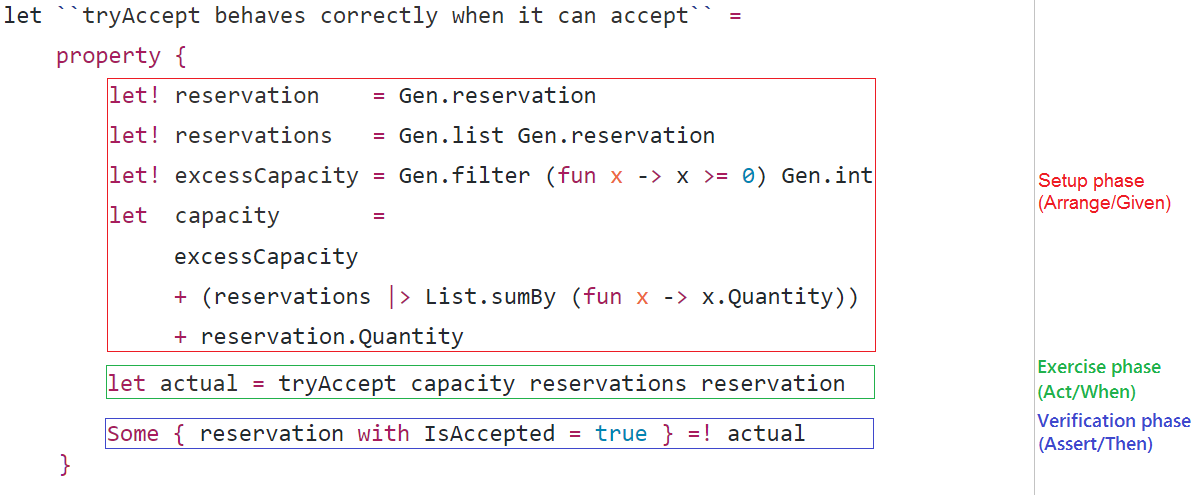 let ``tryAccept behaves correctly when it can accept`` =
property {
let! reservation = Gen.reservation
let! reservations = Gen.list Gen.reservation
let! excessCapacity = Gen.filter (fun x -> x >= 0) Gen.int
let capacity =
excessCapacity
+ (reservations |> List.sumBy (fun x -> x.Quantity))
+ reservation.Quantity
let actual = tryAccept capacity reservations reservation
Some { reservation with IsAccepted = true } =! actual
}
Setup phase
(Arrange/Given)
Exercise phase
(Act/When)
Verification phase
(Assert/Then)